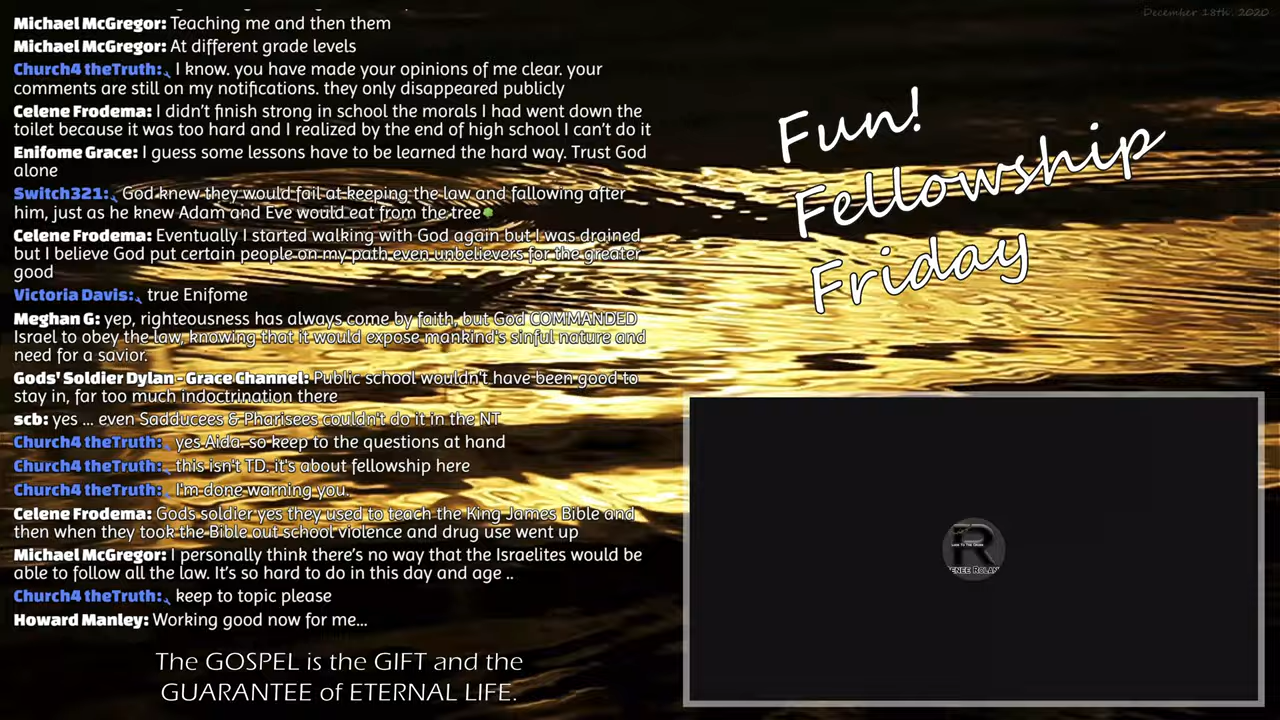 December 18th, 2020
Michael McGregor: Teaching me and then them
Michael McGregor: At different grade levels
Church4 theTruth: I know. you have made your opinions of me clear. your
comments are still on my notifications. they only disappeared publicly
Celene Frodema: I didn't finish strong in school the morals I had went down the
toilet because it was too hard and I realized by the end of high school I can't do it
Enifome Grace: I guess some lessons have to be learned the hard way. Trust God
alone
Switch321: God knew they would fail at keeping the law and fallowing after
him, just as he knew Adam and Eve would eat from the tree
Celene Frodema: Eventually I started walking with God again but I was drained
but I believe God put certain people on my path even unbelievers for the greater
good
Victoria Davis: true Enifome
Meghan G: yep, righteousness has always come by faith, but God COMMANDED
Israel to obey the law, knowing that it would expose mankind's sinful nature and
need for a savior.
Gods' Soldier Dylan - Grace Channel: Public school wouldn't have been good to
stay in, far too much indoctrination there
scb: yes ... even Sadducees & Pharisees couldn't do it in the NT
Church4 theTruth: yes Aida. so keep to the questions at hand
Church4 theTruth: this isn't TD. it's about fellowship here
Church4 theTruth: I'm done warning you.
Celene Frodema: Gods soldier yes they used to teach the King James Bible and
then when they took the Bible out school violence and drug use went up
Michael McGregor: I personally think there's no way that the Israelites would be
able to follow all the law. It's so hard to do in this day and age ..
Church4 theTruth: keep to topic please
Howard Manley: Working good now for me...
The GOSPEL is the GIFT and the
GUARANTEE of ETERNAL LIFE.
Fun!
Fellowship
Friday
R